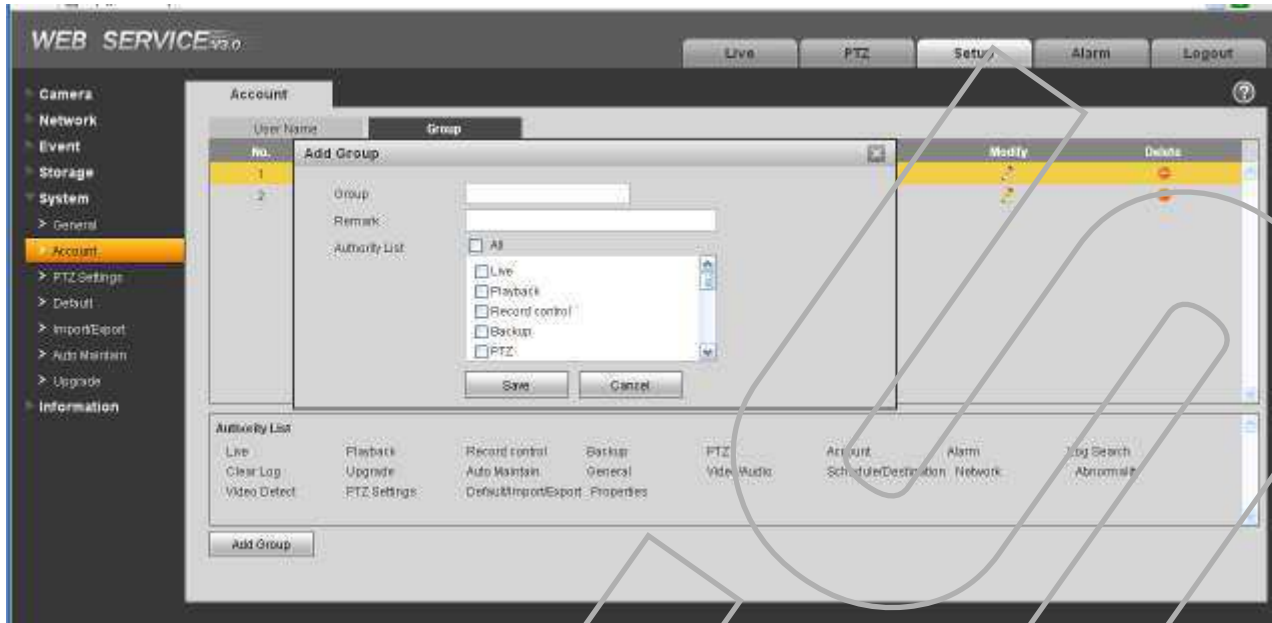 WEB SERVICE V3.0
Live PTZ Setup Alarm Logout
Camera
Network
Event
Storage
System
> General
> Account
> PTZ Settings
> Default
> Import/Export
> Auto Maintain
> Upgrade
Information
Account
User Name Group
No. Modify Delete
1
2
Add Group
Group
Remark
Authority List
All
Live
Playback
Record control
Backup
PTZ
Save Cancel
Authority List
Live Playback Record control Backup PTZ Account Alarm Log Search
Clear Log Upgrade Auto Maintain General Video/Audio Schedule/Destination Network Abnormality
Video Detect PTZ Settings Default/Import/Export Properties
Add Group